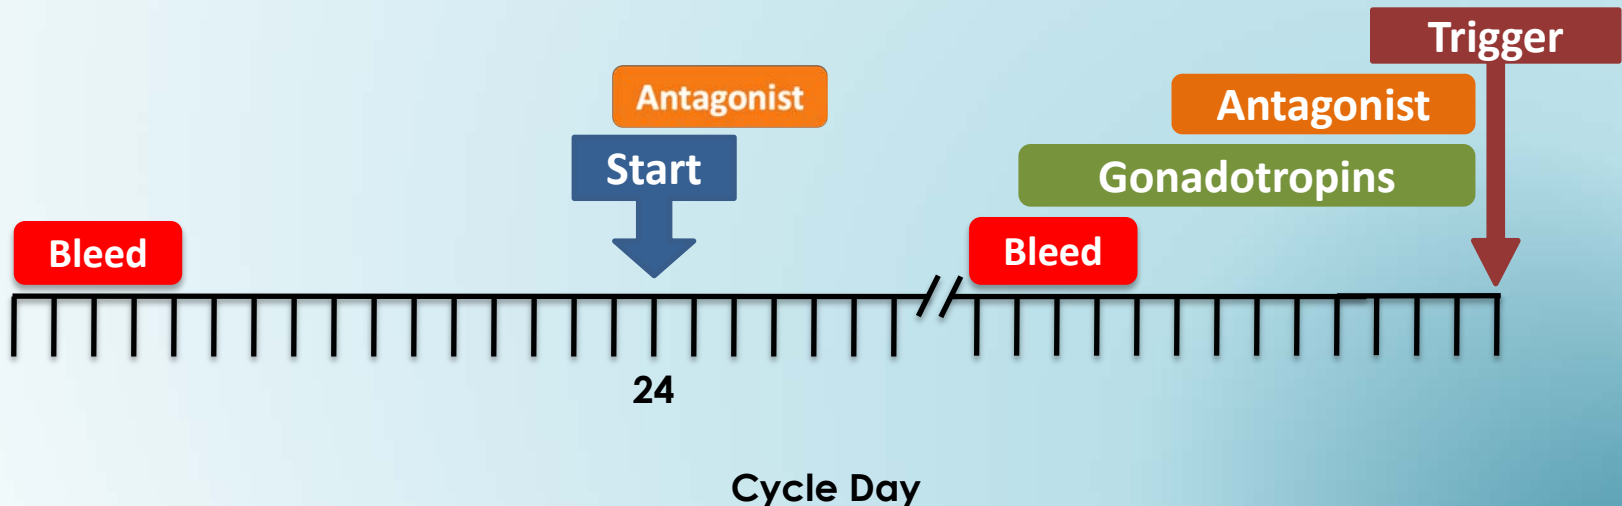 Trigger
Antagonist
Antagonist
Start
Gonadotropins
Bleed
Bleed
24
Cycle Day